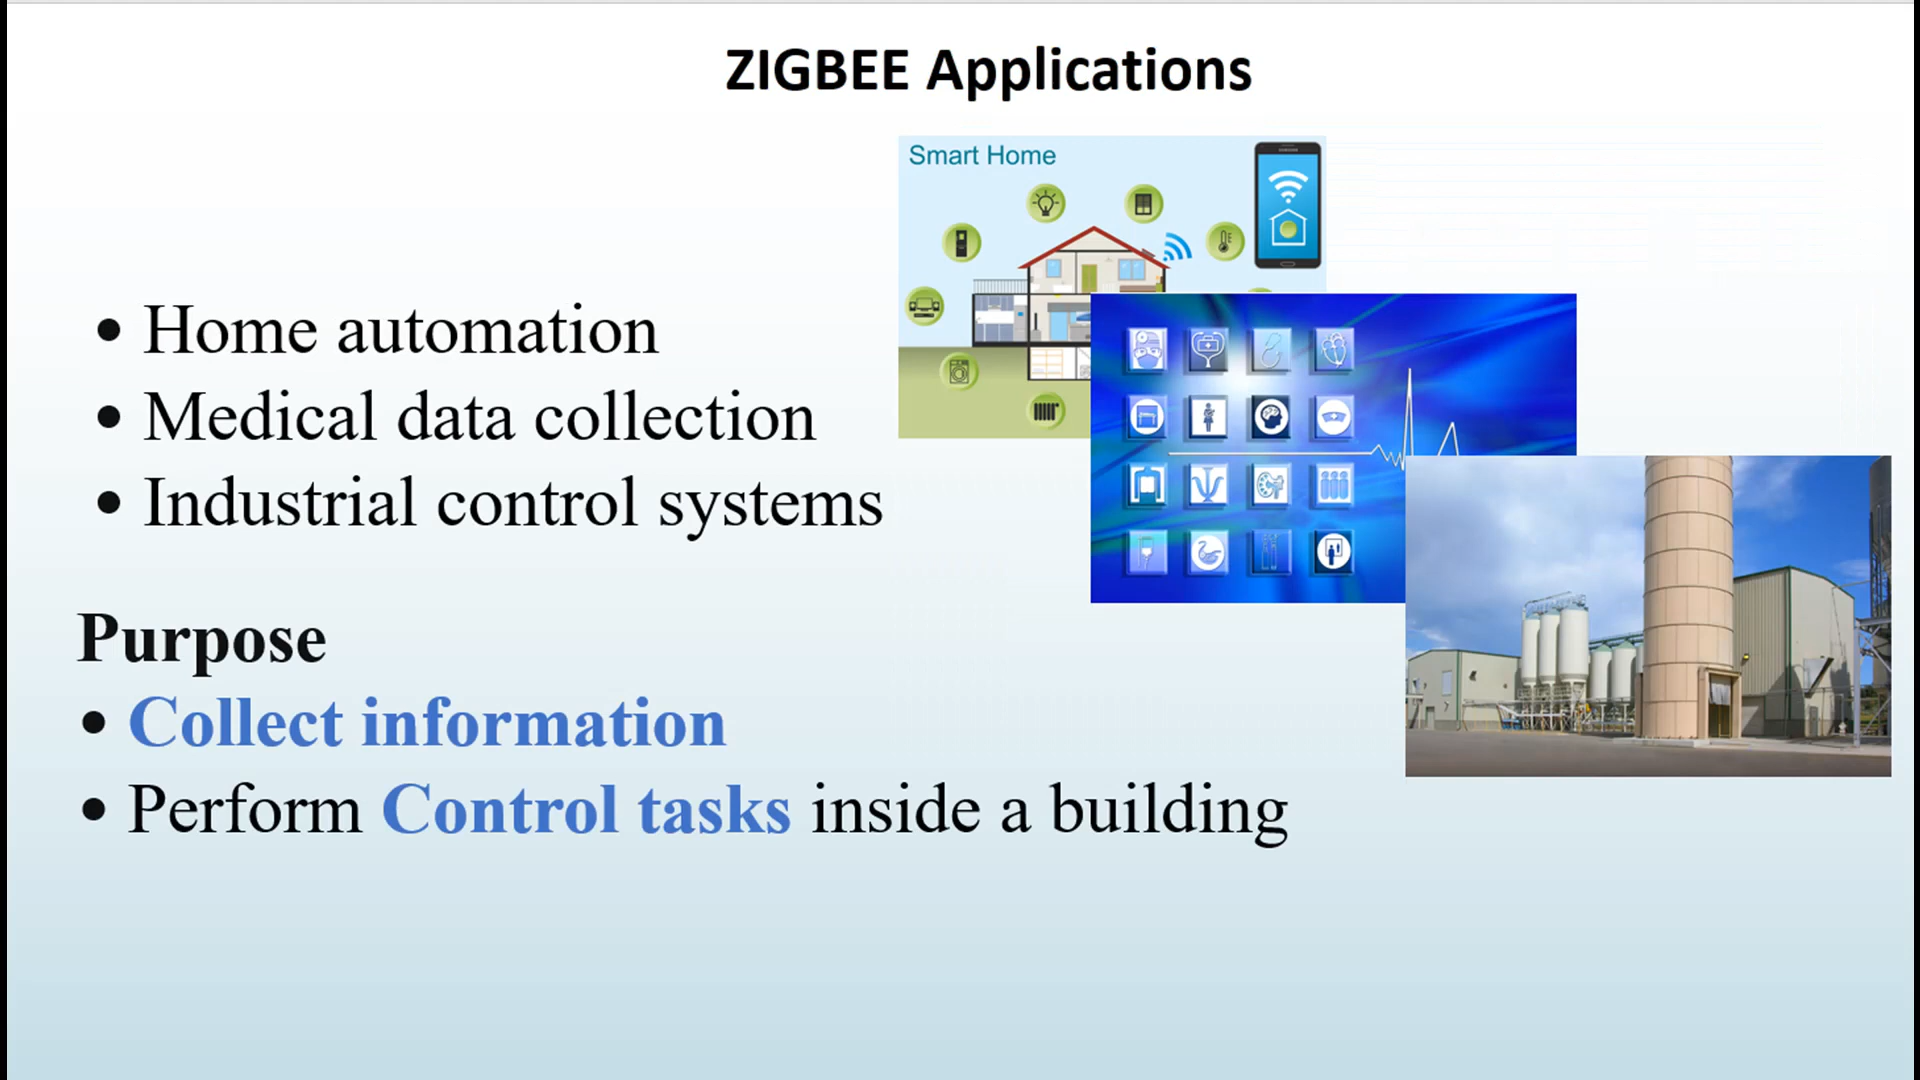 ZIGBEE Applications
Smart Home
• Home automation
• Medical data collection
• Industrial control systems
Purpose
• Collect information
• Perform Control tasks inside a building